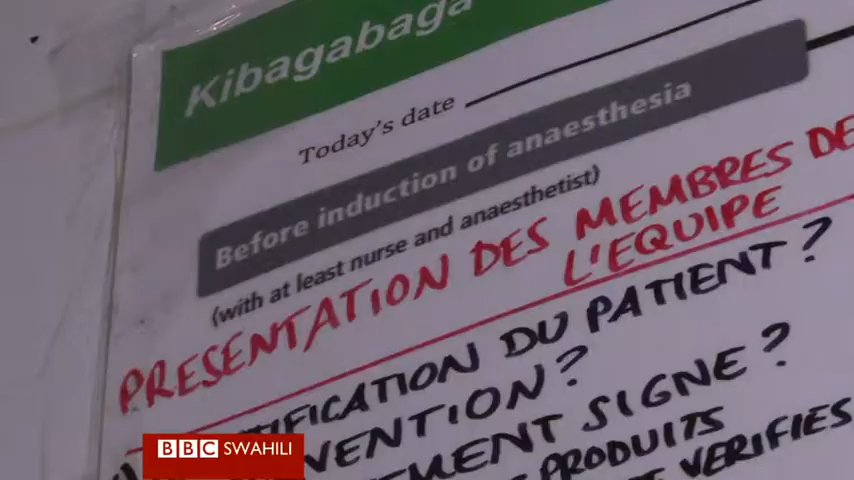 Kibagabaga
Today's date
Before induction of anaesthesia
(with at least nurse and anaesthetist)
PRESENTATION DES MEMBRES DE
L'EQUIPE
DU PATIENT ?
SIGNE ?
PRODUITS
VERIFIES
BBC SWAHILI